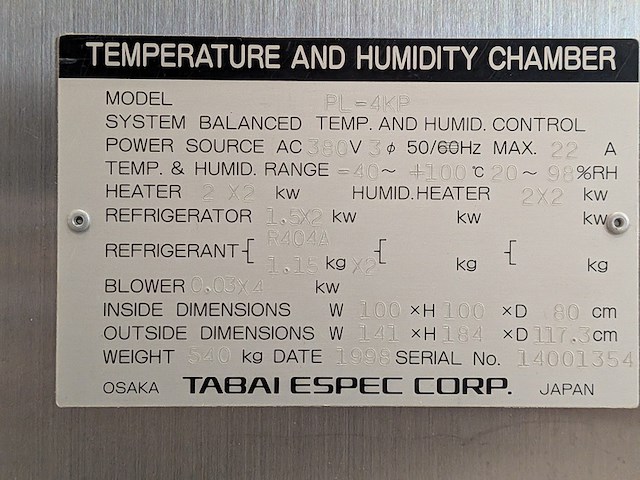 TEMPERATURE AND HUMIDITY CHAMBER
MODEL PL-4KP
SYSTEM BALANCED TEMP. AND HUMID. CONTROL
POWER SOURCE AC 380V 3φ 50/60Hz MAX. 22 A
TEMP. & HUMID. RANGE -40~ +100℃ 20~ 98%RH
HEATER 2 X2 kw HUMID.HEATER 2X2 kw
REFRIGERATOR 1.5X2 kw kw kw
REFRIGERANT { R404A { {
1.15 kg X2 kg kg
BLOWER 0.03X4 kw
INSIDE DIMENSIONS W 100 ×H 100 ×D 80 cm
OUTSIDE DIMENSIONS W 141 ×H 184 ×D 117.3cm
WEIGHT 540 kg DATE 1998 SERIAL No. 14001354
OSAKA TABAI ESPEC CORP. JAPAN